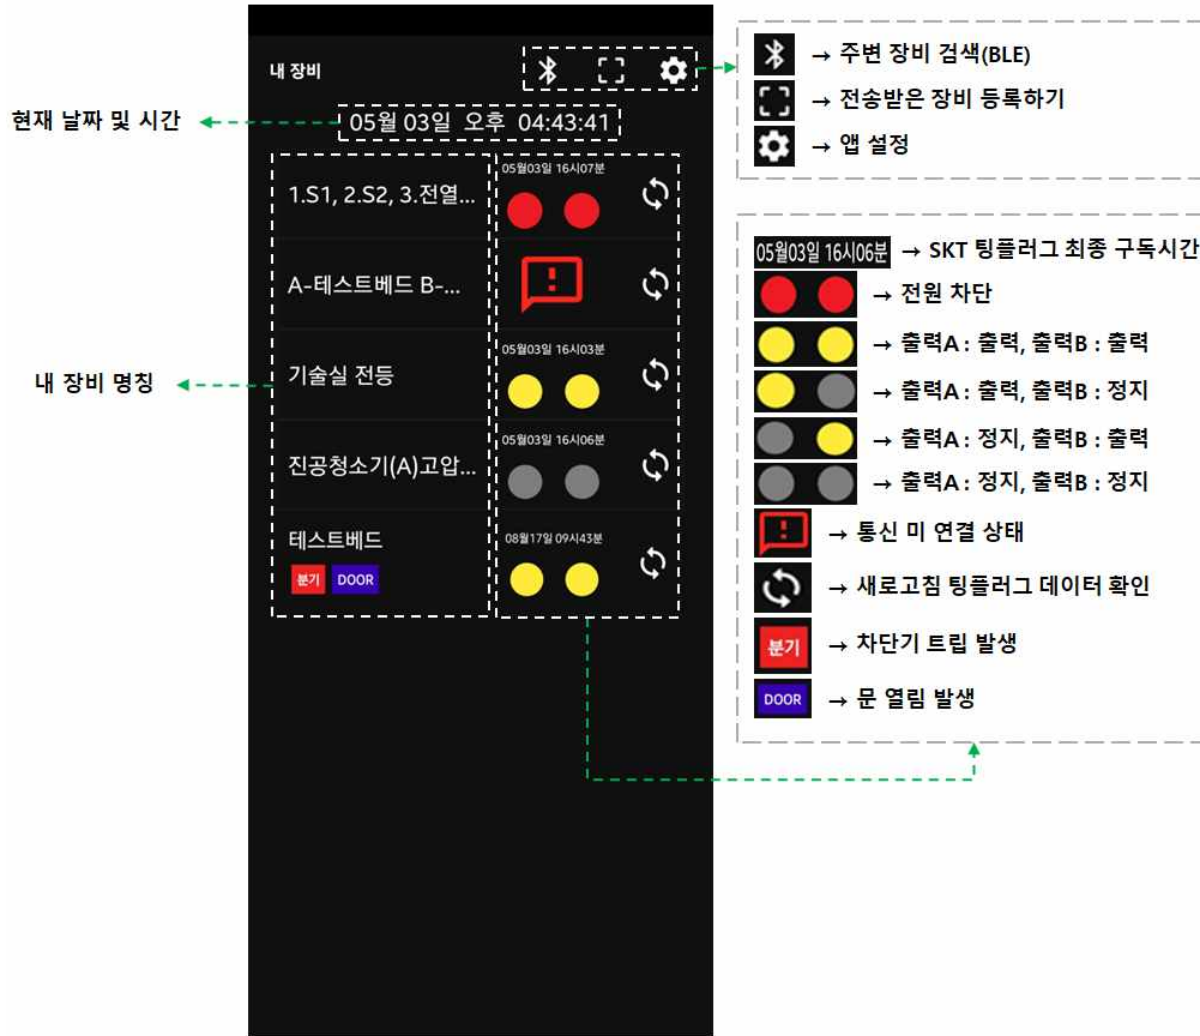 내 장비
현재 날짜 및 시간
05월 03일 오후 04:43:41
내 장비 명칭
1.S1, 2.S2, 3.전열...
05월03일 16시07분
A-테스트베드 B-...
기술실 전등
05월03일 16시03분
진공청소기(A)고압...
05월03일 16시06분
테스트베드
분기 DOOR
08월17일 09시43분
→ 주변 장비 검색(BLE)
→ 전송받은 장비 등록하기
→ 앱 설정
05월03일 16시06분 → SKT 팅플러그 최종 구독시간
→ 전원 차단
→ 출력A : 출력, 출력B : 출력
→ 출력A : 출력, 출력B : 정지
→ 출력A : 정지, 출력B : 출력
→ 출력A : 정지, 출력B : 정지
→ 통신 미 연결 상태
→ 새로고침 팅플러그 데이터 확인
분기 → 차단기 트립 발생
DOOR → 문 열림 발생